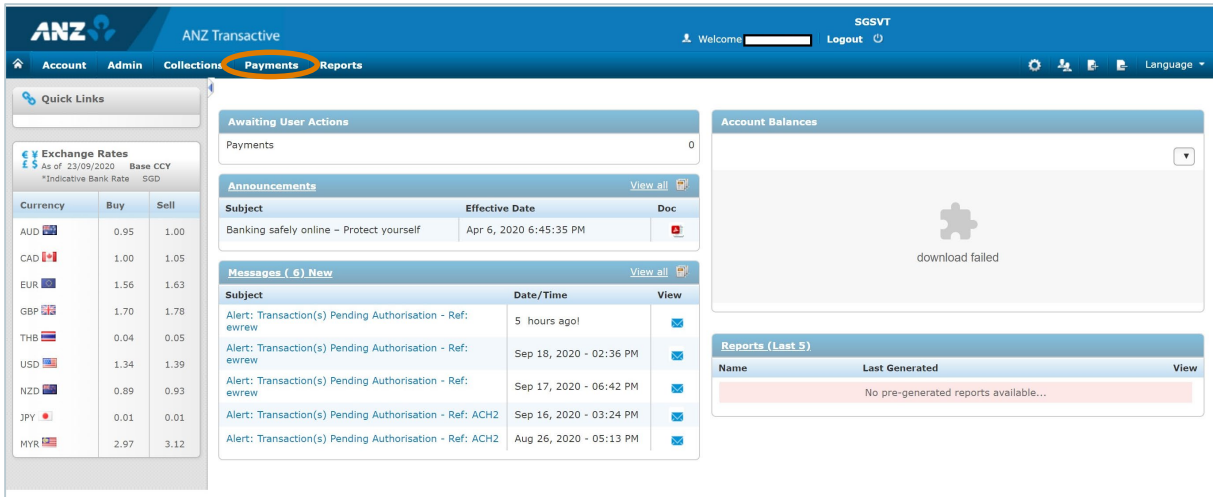 ANZ
ANZ Transactive
SGSVT
Welcome
Logout
Account Admin Collections Payments Reports
Language
Quick Links
€ ¥ Exchange Rates
£ $ As of 23/09/2020 Base CCY
*Indicative Bank Rate SGD
Currency Buy Sell
AUD 0.95 1.00
CAD 1.00 1.05
EUR 1.56 1.63
GBP 1.70 1.78
THB 0.04 0.05
USD 1.34 1.39
NZD 0.89 0.93
JPY 0.01 0.01
MYR 2.97 3.12
Awaiting User Actions
Payments 0
Announcements View all
Subject Effective Date Doc
Banking safely online – Protect yourself Apr 6, 2020 6:45:35 PM
Messages ( 6) New View all
Subject Date/Time View
Alert: Transaction(s) Pending Authorisation - Ref:
ewrew
5 hours ago!
Alert: Transaction(s) Pending Authorisation - Ref:
ewrew
Sep 18, 2020 - 02:36 PM
Alert: Transaction(s) Pending Authorisation - Ref:
ewrew
Sep 17, 2020 - 06:42 PM
Alert: Transaction(s) Pending Authorisation - Ref: ACH2 Sep 16, 2020 - 03:24 PM
Alert: Transaction(s) Pending Authorisation - Ref: ACH2 Aug 26, 2020 - 05:13 PM
Account Balances
download failed
Reports (Last 5)
Name Last Generated View
No pre-generated reports available...